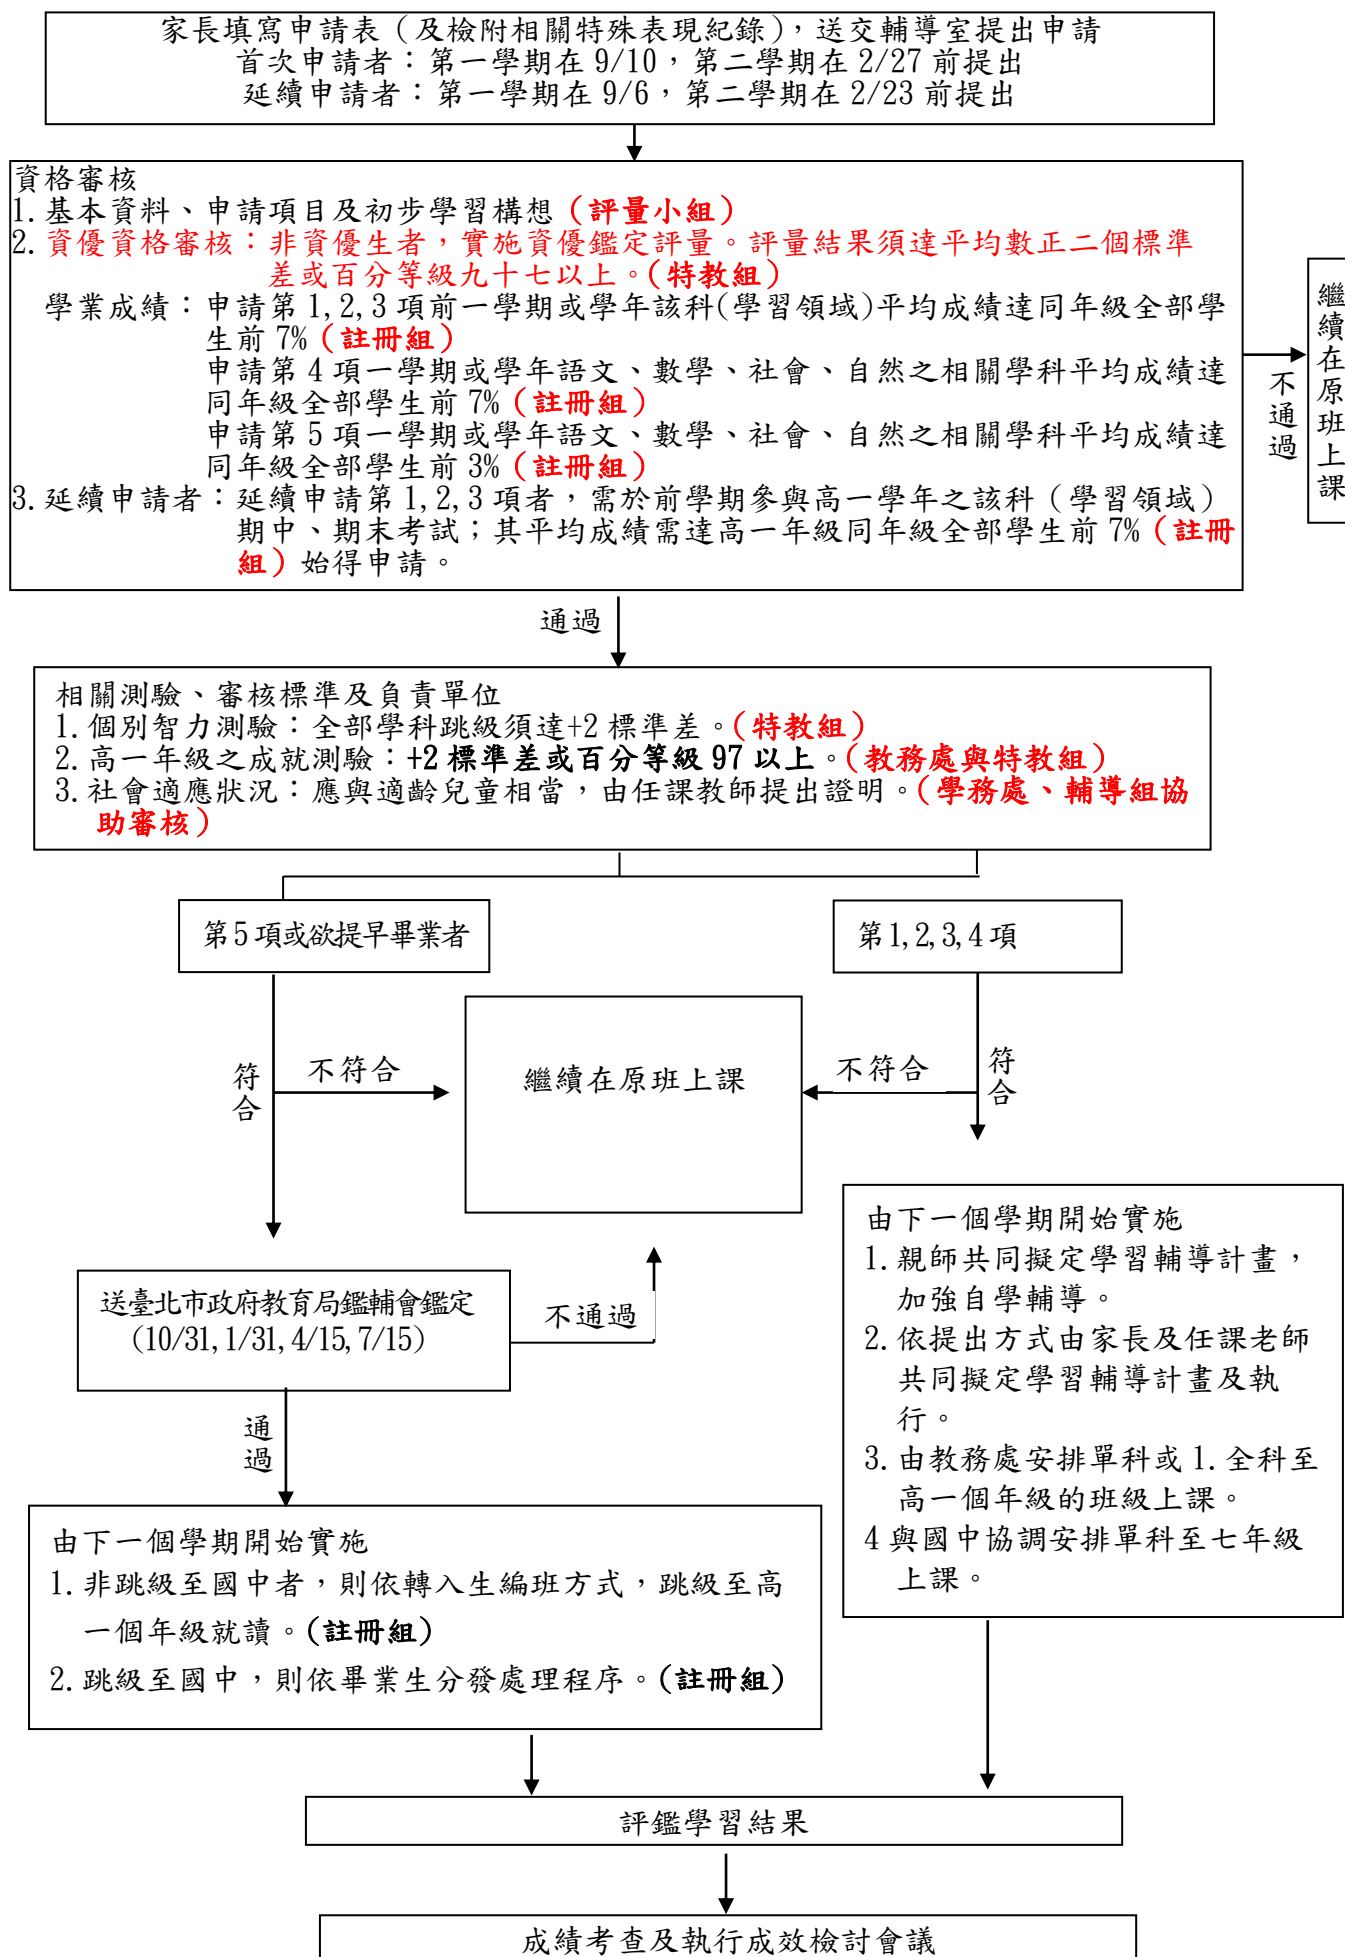 家長填寫申請表（及檢附相關特殊表現紀錄），送交輔導室提出申請
首次申請者：第一學期在 9/10，第二學期在 2/27 前提出
延續申請者：第一學期在 9/6，第二學期在 2/23 前提出
資格審核
1. 基本資料、申請項目及初步學習構想（評量小組）
2. 資優資格審核：非資優生者，實施資優鑑定評量。評量結果須達平均數正二個標準
差或百分等級九十七以上。（特教組）
學業成績：申請第 1,2,3 項前一學期或學年該科(學習領域)平均成績達同年級全部學
生前 7%（註冊組）
申請第 4 項一學期或學年語文、數學、社會、自然之相關學科平均成績達
同年級全部學生前 7%（註冊組）
申請第 5 項一學期或學年語文、數學、社會、自然之相關學科平均成績達
同年級全部學生前 3%（註冊組）
3. 延續申請者：延續申請第 1,2,3 項者，需於前學期參與高一學年之該科（學習領域）
期中、期末考試；其平均成績需達高一年級同年級全部學生前 7%（註冊
組）始得申請。
不通過
繼續在原班上課
通過
相關測驗、審核標準及負責單位
1. 個別智力測驗：全部學科跳級須達+2 標準差。（特教組）
2. 高一年級之成就測驗：+2 標準差或百分等級 97 以上。（教務處與特教組）
3. 社會適應狀況：應與適齡兒童相當，由任課教師提出證明。（學務處、輔導組協
助審核）
第 5 項或欲提早畢業者
第 1,2,3,4 項
符合
不符合
繼續在原班上課
不符合
符合
送臺北市政府教育局鑑輔會鑑定
(10/31,1/31,4/15,7/15)
不通過
通過
由下一個學期開始實施
1. 親師共同擬定學習輔導計畫，
加強自學輔導。
2. 依提出方式由家長及任課老師
共同擬定學習輔導計畫及執
行。
3. 由教務處安排單科或 1. 全科至
高一個年級的班級上課。
4 與國中協調安排單科至七年級
上課。
由下一個學期開始實施
1. 非跳級至國中者，則依轉入生編班方式，跳級至高
一個年級就讀。（註冊組）
2. 跳級至國中，則依畢業生分發處理程序。（註冊組）
評鑑學習結果
成績考查及執行成效檢討會議